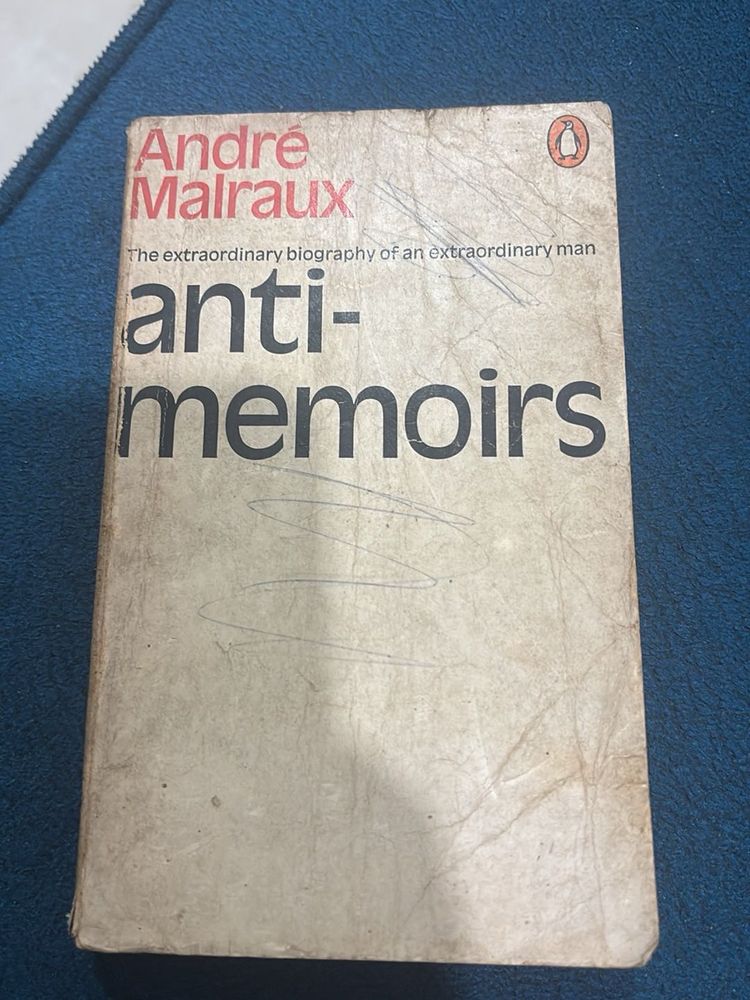 André
Malraux
The extraordinary biography of an extraordinary man
anti-
memoirs